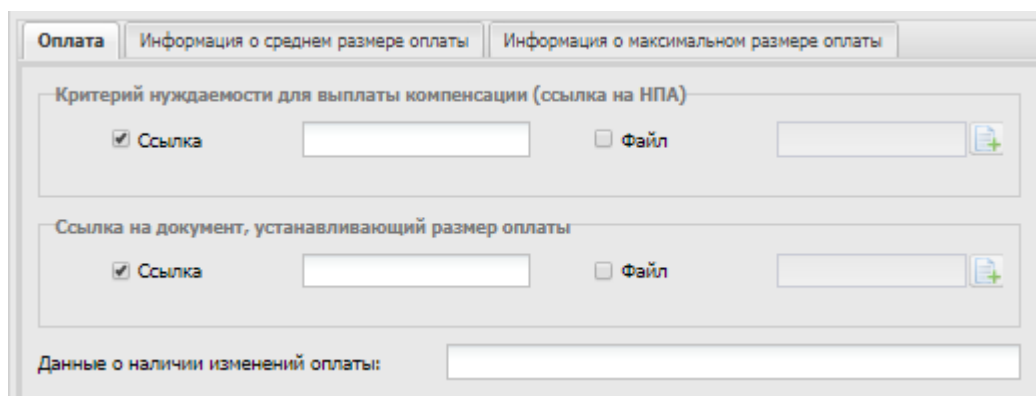 Оплата Информация о среднем размере оплаты Информация о максимальном размере оплаты
Критерий нуждаемости для выплаты компенсации (ссылка на НПА)
Ссылка Файл
Ссылка на документ, устанавливающий размер оплаты
Ссылка Файл
Данные о наличии изменений оплаты: